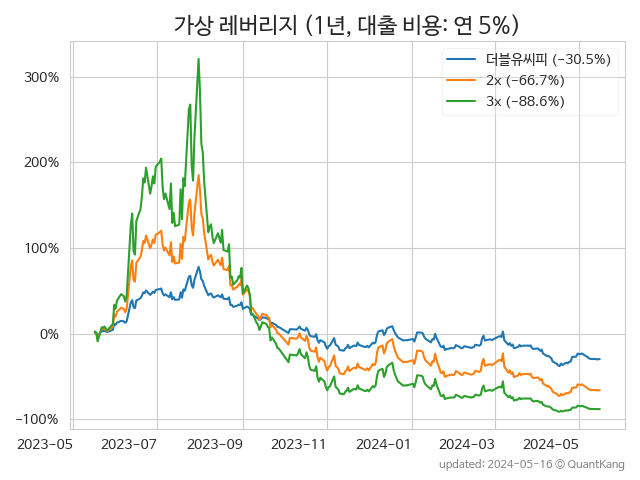 가상 레버리지 (1년, 대출 비용: 연 5%)
더블유씨피 (−30.5%)
2x (−66.7%)
3x (−88.6%)
300%
200%
100%
0%
−100%
2023-05 2023-07 2023-09 2023-11 2024-01 2024-03 2024-05
updated: 2024-05-16 © QuantKang